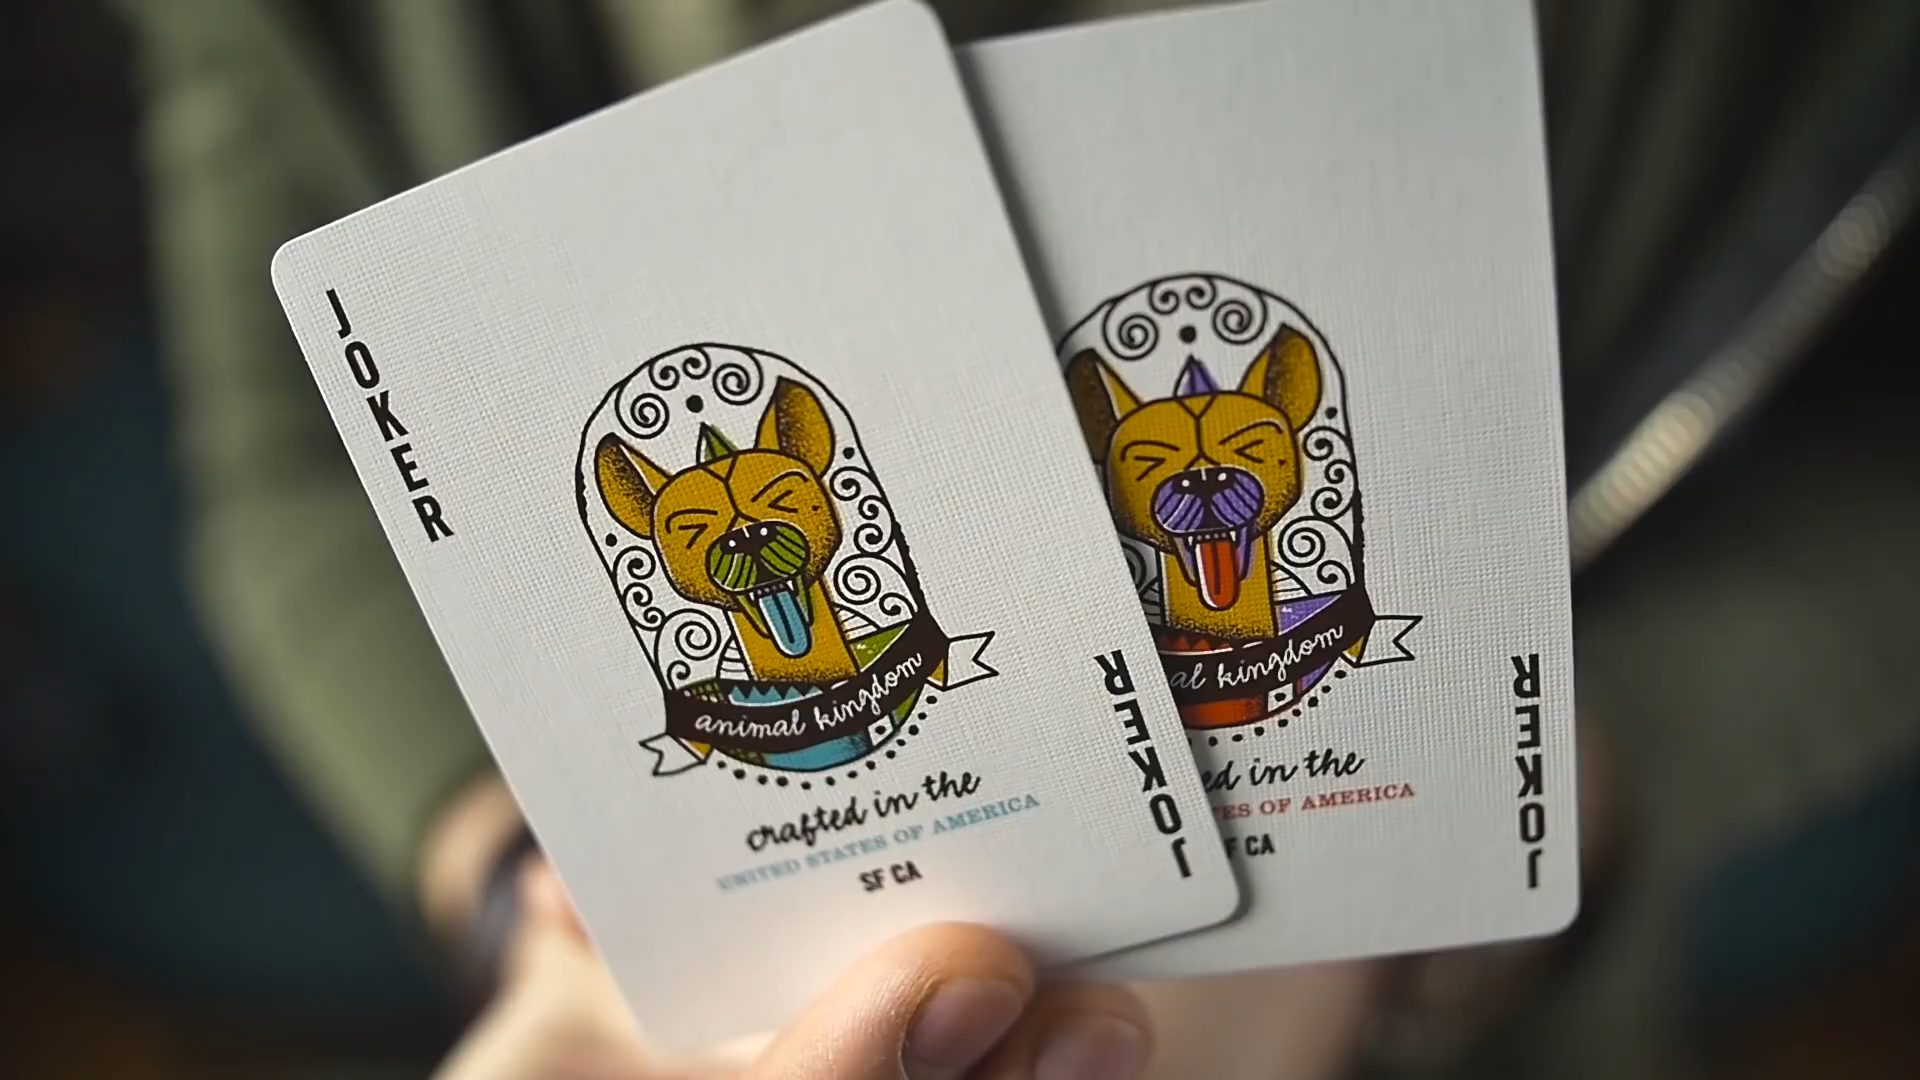 JOKER
animal kingdom
crafted in the
UNITED STATES OF AMERICA
SF CA
JOKER
al kingdom
ed in the
ES OF AMERICA
F CA
JOKER